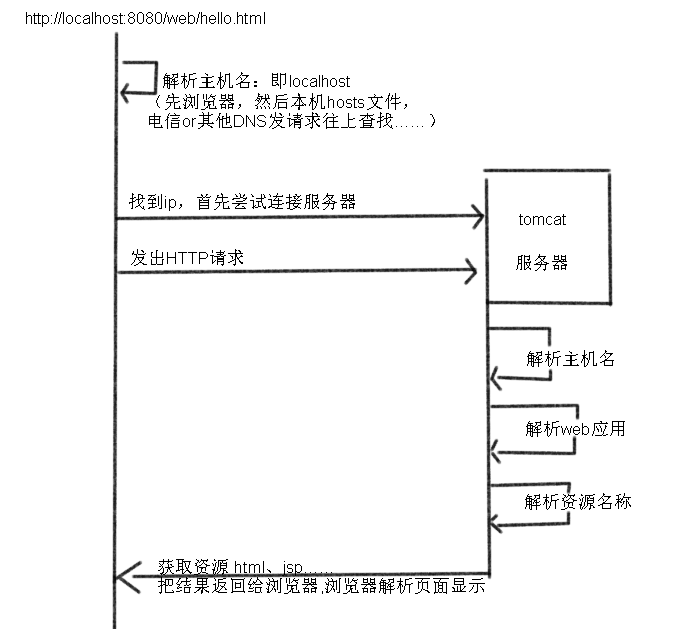 http://localhost:8080/web/hello.html
解析主机名：即localhost
（先浏览器，然后本机hosts文件，
电信or其他DNS发请求往上查找……）
找到ip，首先尝试连接服务器
发出HTTP请求
tomcat
服务器
解析主机名
解析web应用
解析资源名称
获取资源 html、jsp……
把结果返回给浏览器,浏览器解析页面显示